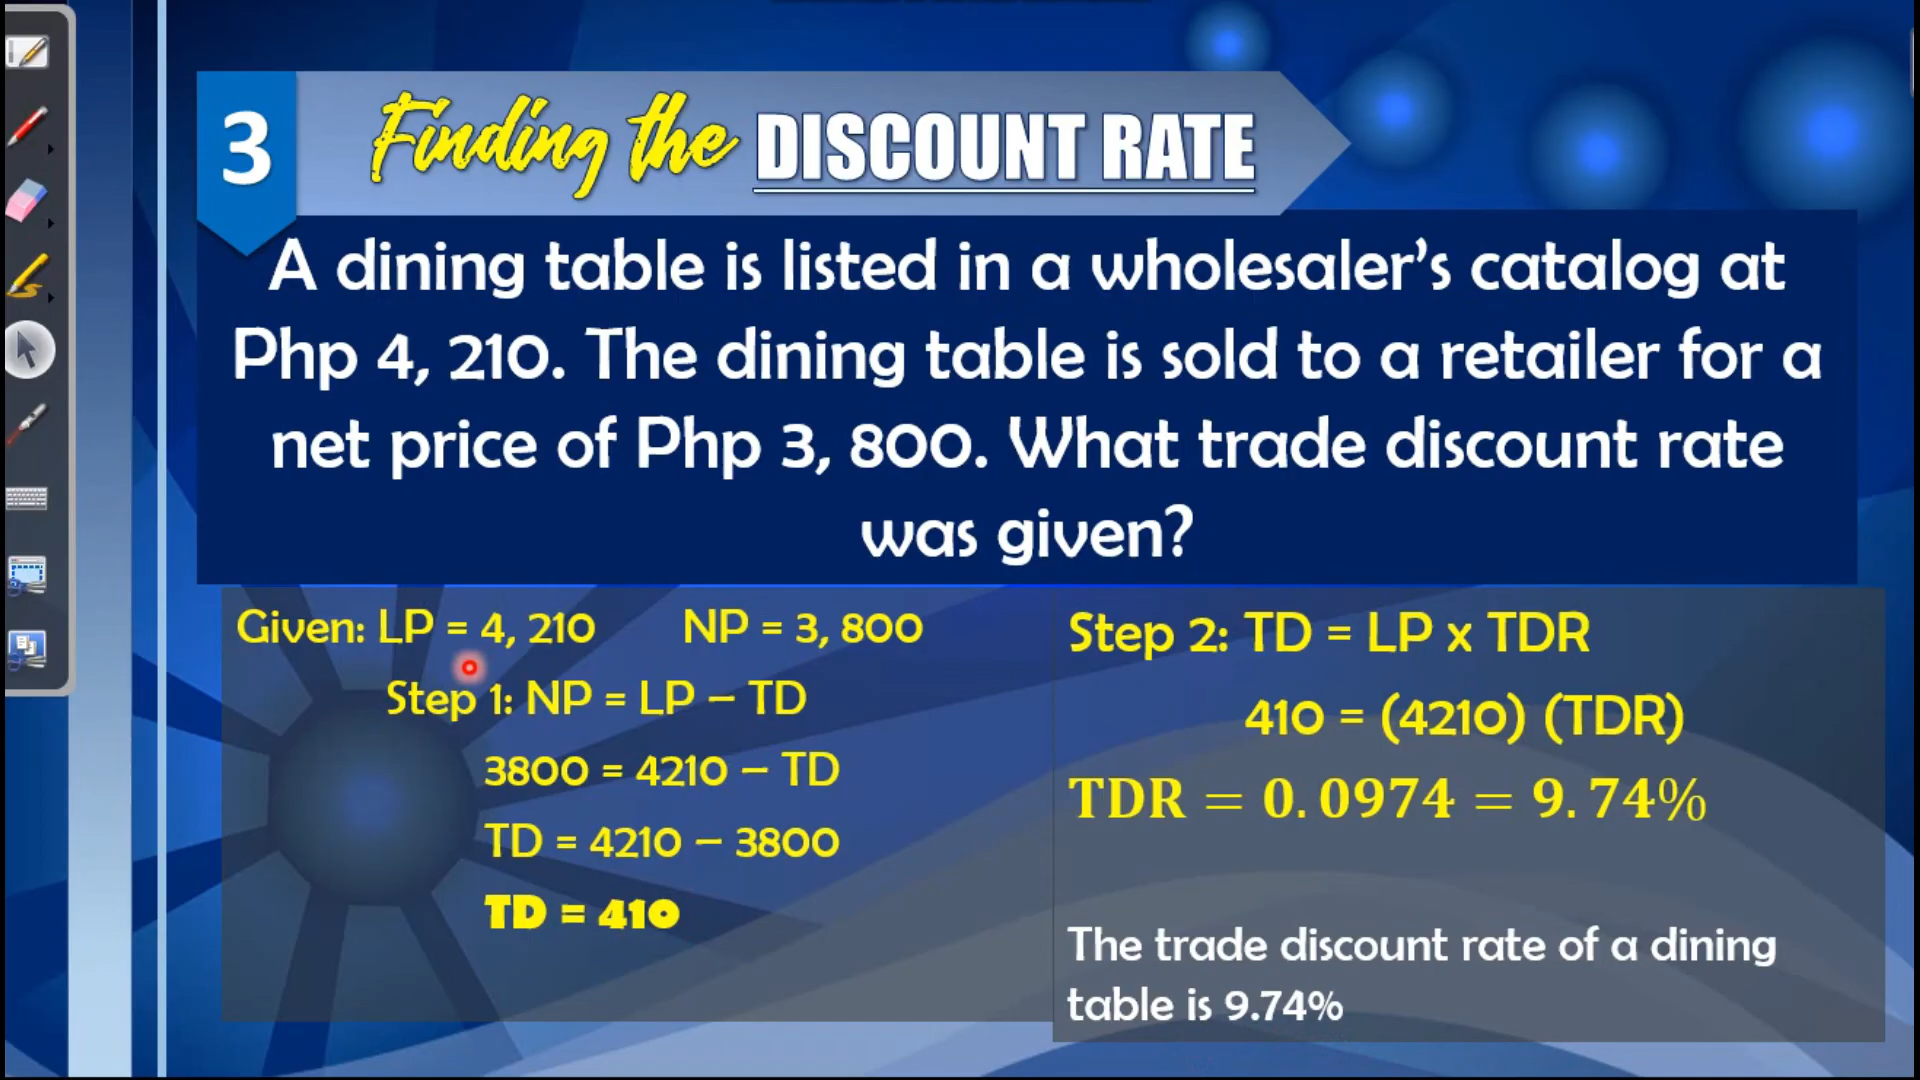 3
Finding the DISCOUNT RATE
A dining table is listed in a wholesaler’s catalog at
Php 4, 210. The dining table is sold to a retailer for a
net price of Php 3, 800. What trade discount rate
was given?
Given: LP = 4, 210 NP = 3, 800
Step 1: NP = LP – TD
3800 = 4210 – TD
TD = 4210 – 3800
TD = 410
Step 2: TD = LP x TDR
410 = (4210) (TDR)
TDR = 0.0974 = 9.74%
The trade discount rate of a dining
table is 9.74%